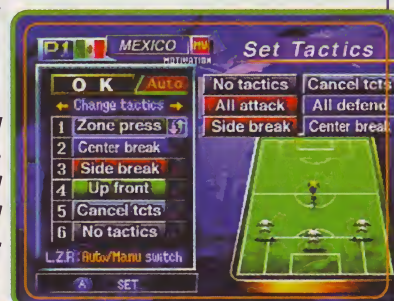 P1 MEXICO MV
MOTIVATION
Set Tactics
O K / Auto
← Change tactics →
1 Zone press
2 Center break
3 Side break
4 Up front
5 Cancel tcts
6 No tactics
L.Z.R: Auto/Manu switch
A SET
No tactics Cancel tcts
All attack All defend
Side break Center break